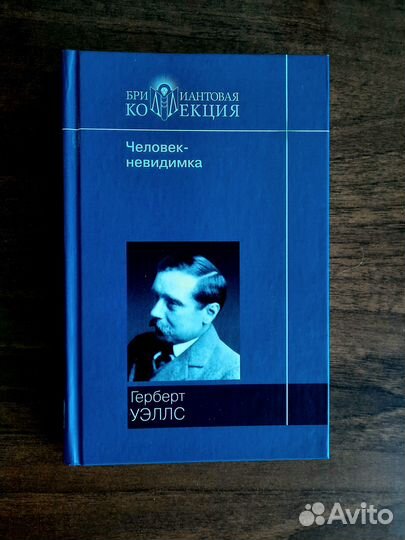 БРИЛЛИАНТОВАЯ
КОЛЛЕКЦИЯ
Человек-
невидимка
Герберт
УЭЛЛС
Avito